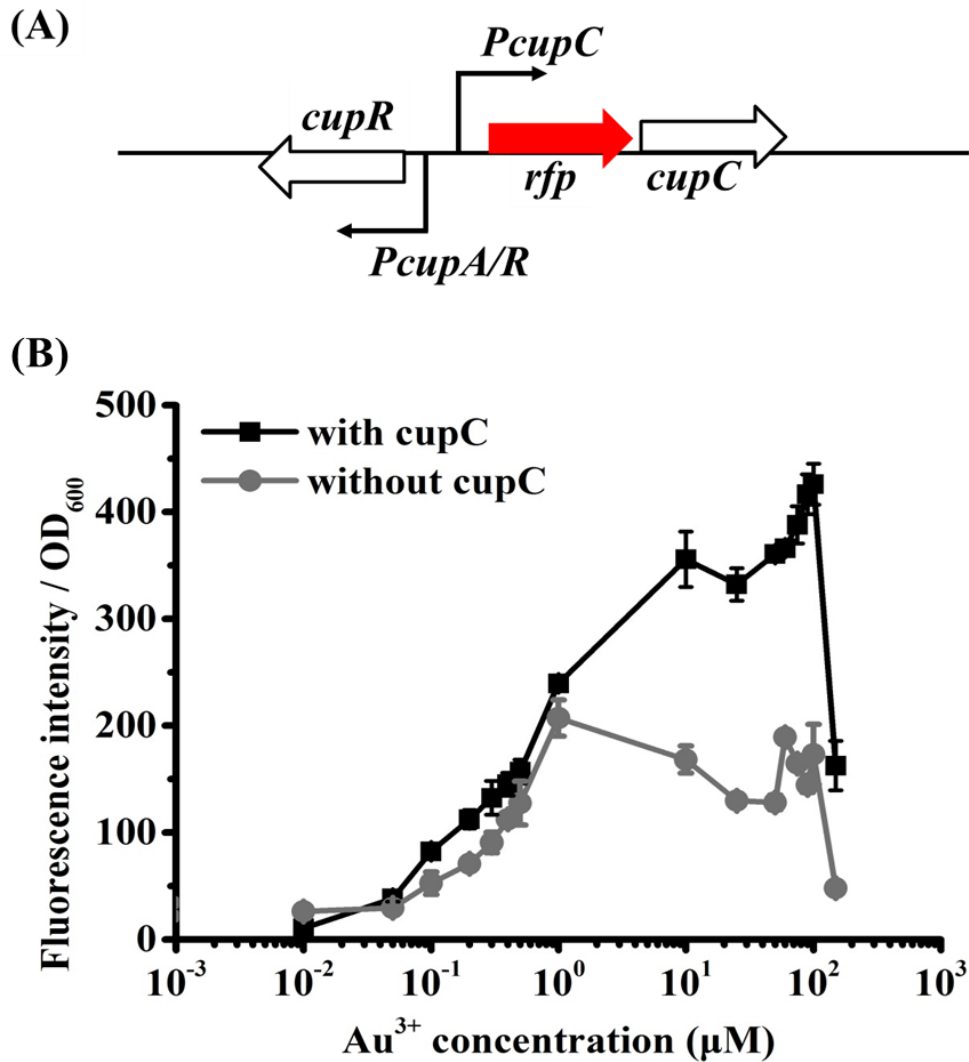 (A)
PcupC
cupR
rfp
cupC
PcupA/R
(B)
500
400
300
200
100
0
Fluorescence intensity / OD₆₀₀
with cupC
without cupC
10⁻³ 10⁻² 10⁻¹ 10⁰ 10¹ 10² 10³
Au³⁺ concentration (μM)